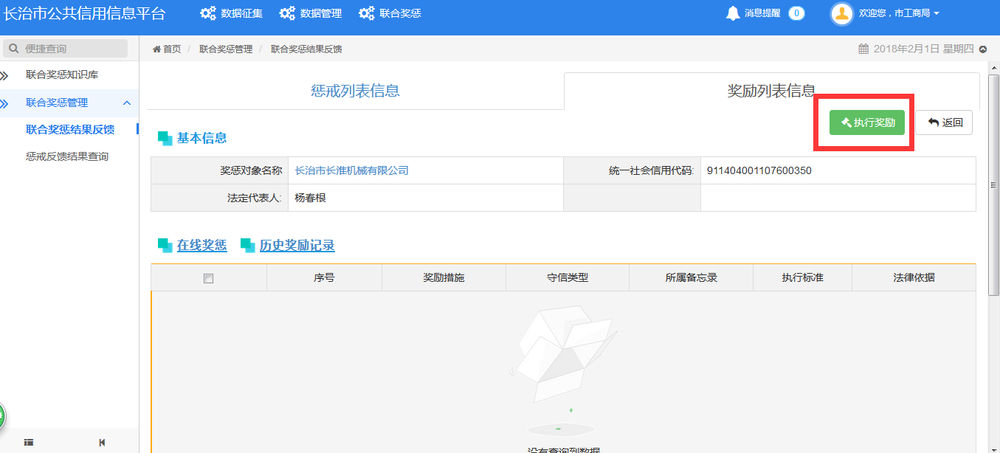 长治市公共信用信息平台 数据征集 数据管理 联合奖惩 消息提醒 0 欢迎您，市工商局
便捷查询 首页 / 联合奖惩管理 / 联合奖惩结果反馈 2018年2月1日 星期四
联合奖惩知识库
联合奖惩管理
联合奖惩结果反馈
惩戒反馈结果查询
惩戒列表信息 奖励列表信息
执行奖励 返回
基本信息
奖惩对象名称 长治市长淮机械有限公司 统一社会信用代码: 911404001107600350
法定代表人: 杨春根
在线奖惩 历史奖励记录
序号 奖励措施 守信类型 所属备忘录 执行标准 法律依据
没有查询到数据